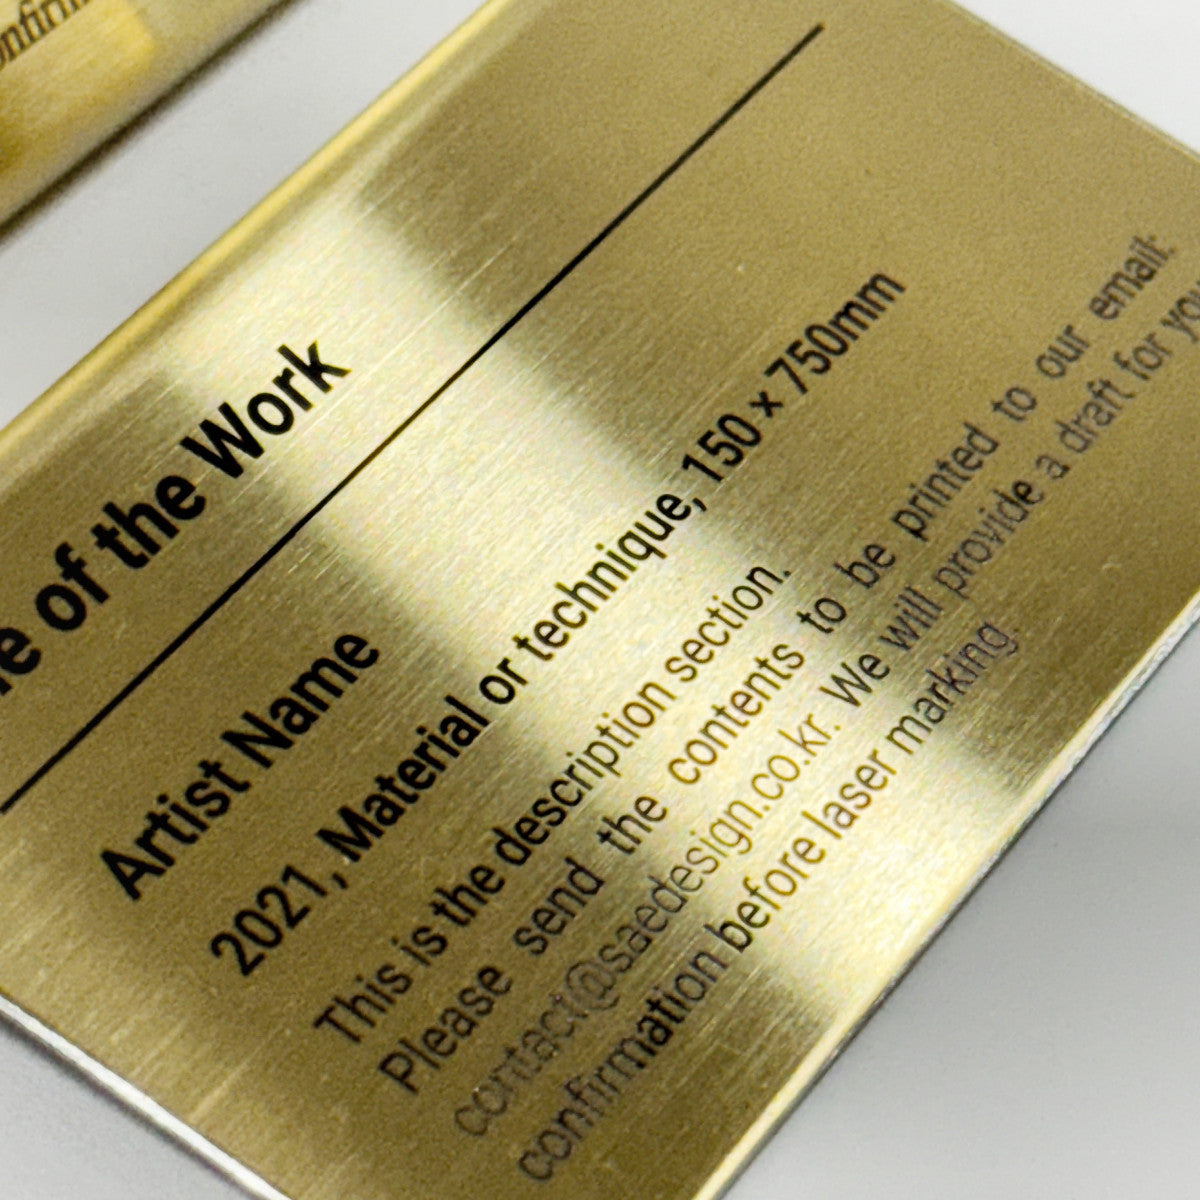 of the Work
Artist Name
2021, Material or technique, 150 × 750mm
This is the description section.
Please send the contents to be printed to our email:
contact@saedesign.co.kr. We will provide a draft for
confirmation before laser marking.